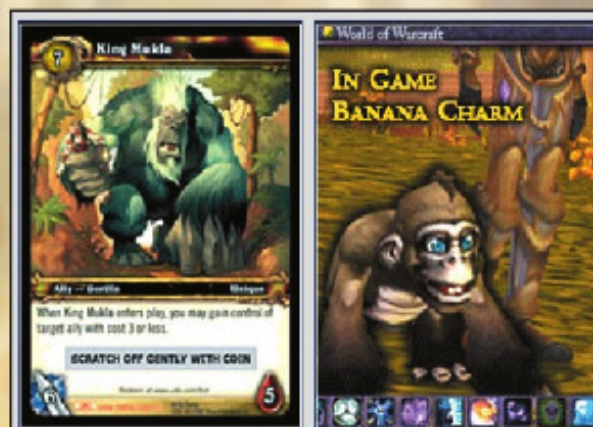 7
King Mukla
Ally — Gorilla
Unique
When King Mukla enters play, you may gain control of
target ally with cost 3 or less.
SCRATCH OFF GENTLY WITH COIN
6
5
World of Warcraft
IN GAME
BANANA CHARM